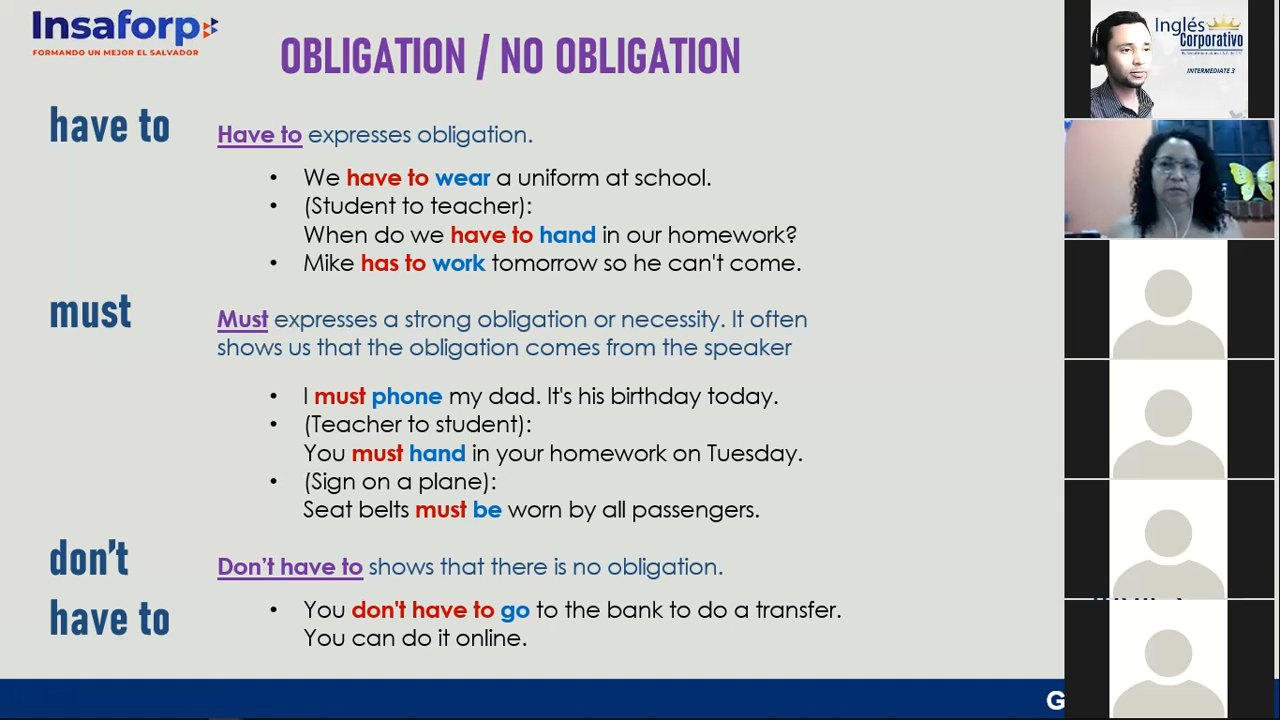 Insaforp
FORMANDO UN MEJOR EL SALVADOR
OBLIGATION / NO OBLIGATION
have to
Have to expresses obligation.
• We have to wear a uniform at school.
• (Student to teacher):
When do we have to hand in our homework?
• Mike has to work tomorrow so he can't come.
must
Must expresses a strong obligation or necessity. It often
shows us that the obligation comes from the speaker
• I must phone my dad. It's his birthday today.
• (Teacher to student):
You must hand in your homework on Tuesday.
• (Sign on a plane):
Seat belts must be worn by all passengers.
don't
have to
Don't have to shows that there is no obligation.
• You don't have to go to the bank to do a transfer.
You can do it online.
G
Inglés
Corporativo
INTERMEDIATE 3